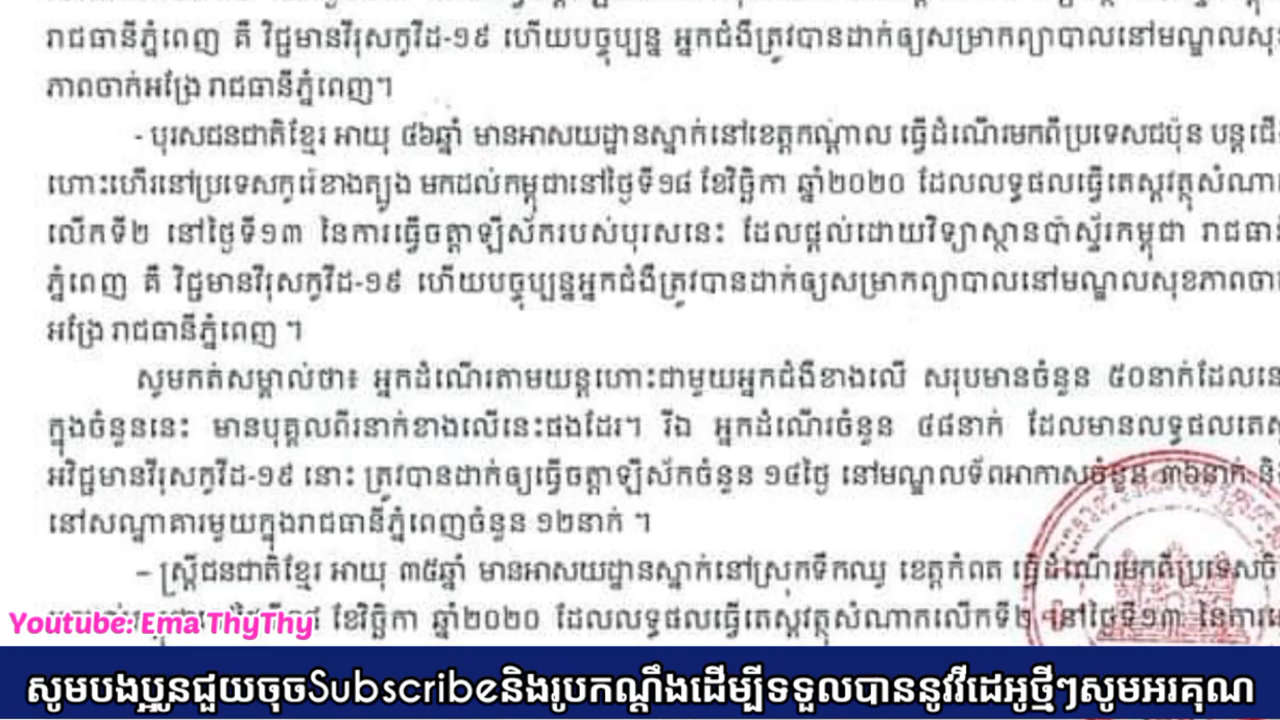 រាជធានីភ្នំពេញ គឺ វិជ្ជមានវីរុសកូវីដ-១៩ ហើយបច្ចុប្បន្ន អ្នកជំងឺត្រូវបានដាក់ឲ្យសម្រាកព្យាបាលនៅមណ្ឌលសុខ
ភាពចាក់អង្រែ រាជធានីភ្នំពេញ។
- បុរសជនជាតិខ្មែរ អាយុ ៤៦ឆ្នាំ មានអាសយដ្ឋានស្នាក់នៅខេត្តកណ្តាល ធ្វើដំណើរមកពីប្រទេសជប៉ុន បន្តជើង
ហោះហើរនៅប្រទេសកូរ៉េខាងត្បូង មកដល់កម្ពុជានៅថ្ងៃទី១៨ ខែវិច្ឆិកា ឆ្នាំ២០២០ ដែលលទ្ធផលធ្វើតេស្តវត្ថុសំណាក
លើកទី២ នៅថ្ងៃទី១៣ នៃការធ្វើចត្តាឡីស័ករបស់បុរសនេះ ដែលផ្តល់ដោយវិទ្យាស្ថានប៉ាស្ទ័រកម្ពុជា រាជធានី
ភ្នំពេញ គឺ វិជ្ជមានវីរុសកូវីដ-១៩ ហើយបច្ចុប្បន្នអ្នកជំងឺត្រូវបានដាក់ឲ្យសម្រាកព្យាបាលនៅមណ្ឌលសុខភាពចាក់
អង្រែ រាជធានីភ្នំពេញ ។
សូមកត់សម្គាល់ថា៖ អ្នកដំណើរតាមយន្តហោះជាមួយអ្នកជំងឺខាងលើ សរុបមានចំនួន ៥០នាក់ដែលនៅ
ក្នុងចំនួននេះ មានបុគ្គលពីរនាក់ខាងលើនេះផងដែរ។ រីឯ អ្នកដំណើរចំនួន ៤៨នាក់ ដែលមានលទ្ធផលតេស្ត
អវិជ្ជមានវីរុសកូវីដ-១៩ នោះ ត្រូវបានដាក់ឲ្យធ្វើចត្តាឡីស័កចំនួន ១៤ថ្ងៃ នៅមណ្ឌលទ័ពអាកាសចំនួន ៣៦នាក់ និង
នៅសណ្ឋាគារមួយក្នុងរាជធានីភ្នំពេញចំនួន ១២នាក់ ។
– ស្ត្រីជនជាតិខ្មែរ អាយុ ៣៥ឆ្នាំ មានអាសយដ្ឋានស្នាក់នៅស្រុកទឹកឈូ ខេត្តកំពត ធ្វើដំណើរមកពីប្រទេសចិន
ខែវិច្ឆិកា ឆ្នាំ២០២០ ដែលលទ្ធផលធ្វើតេស្តវត្ថុសំណាកលើកទី២ នៅថ្ងៃទី១៣ នៃការធ្វើ
Youtube: Ema ThyThy
សូមបងប្អូនជួយចុចSubscribeនិងរូបកណ្តឹងដើម្បីទទួលបាននូវវីដេអូថ្មីៗសូមអរគុណ